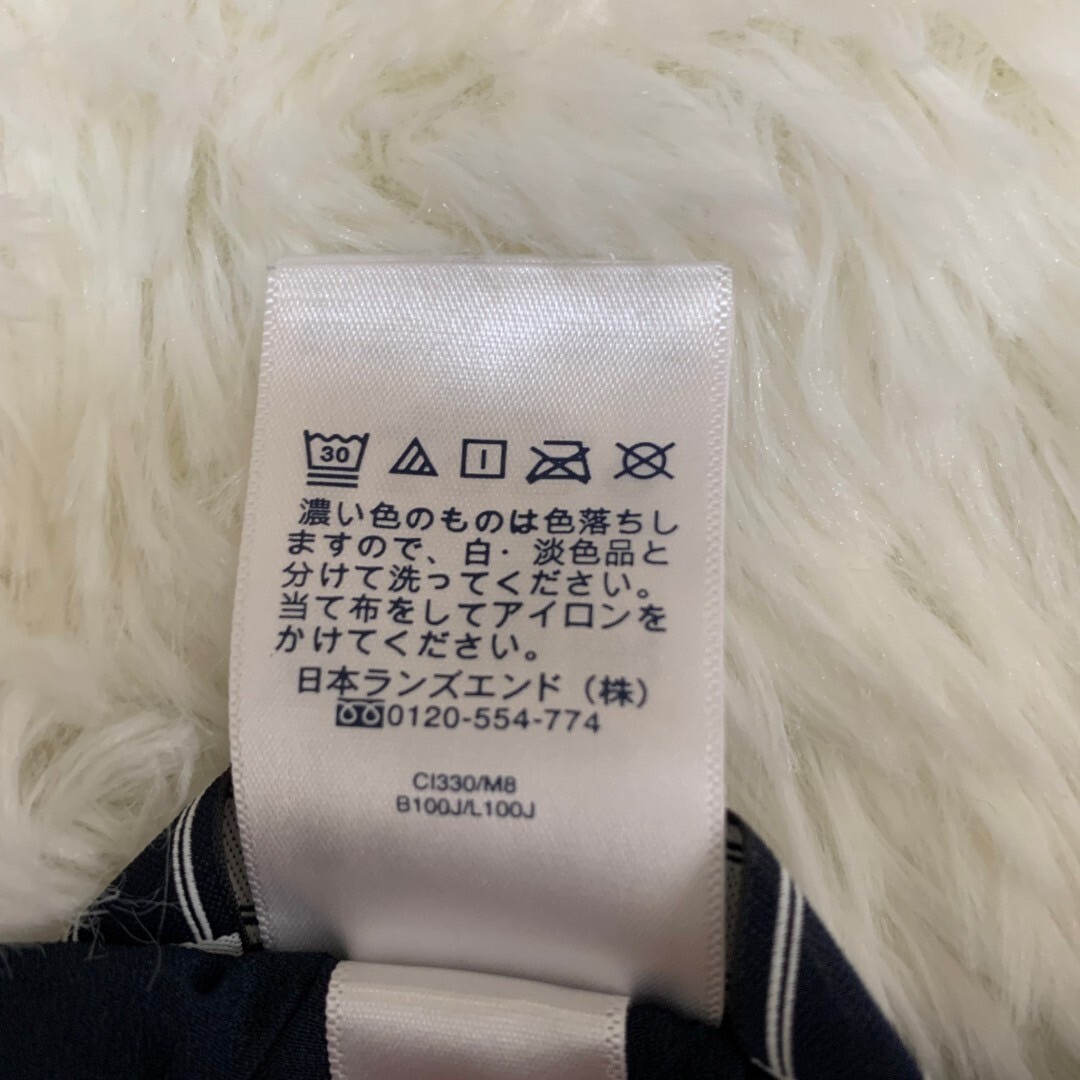 30
濃い色のものは色落ちし
ますので、白・淡色品と
分けて洗ってください。
当て布をしてアイロンを
かけてください。
日本ランズエンド（株）
0120-554-774
CI330/M8
B100J/L100J